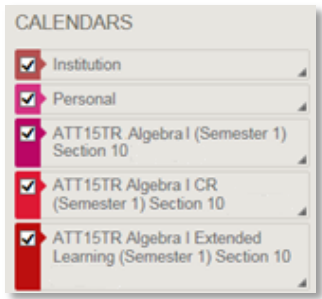 CALENDARS
Institution
Personal
ATT15TR Algebra I (Semester 1)
Section 10
ATT15TR Algebra I CR
(Semester 1) Section 10
ATT15TR Algebra I Extended
Learning (Semester 1) Section 10